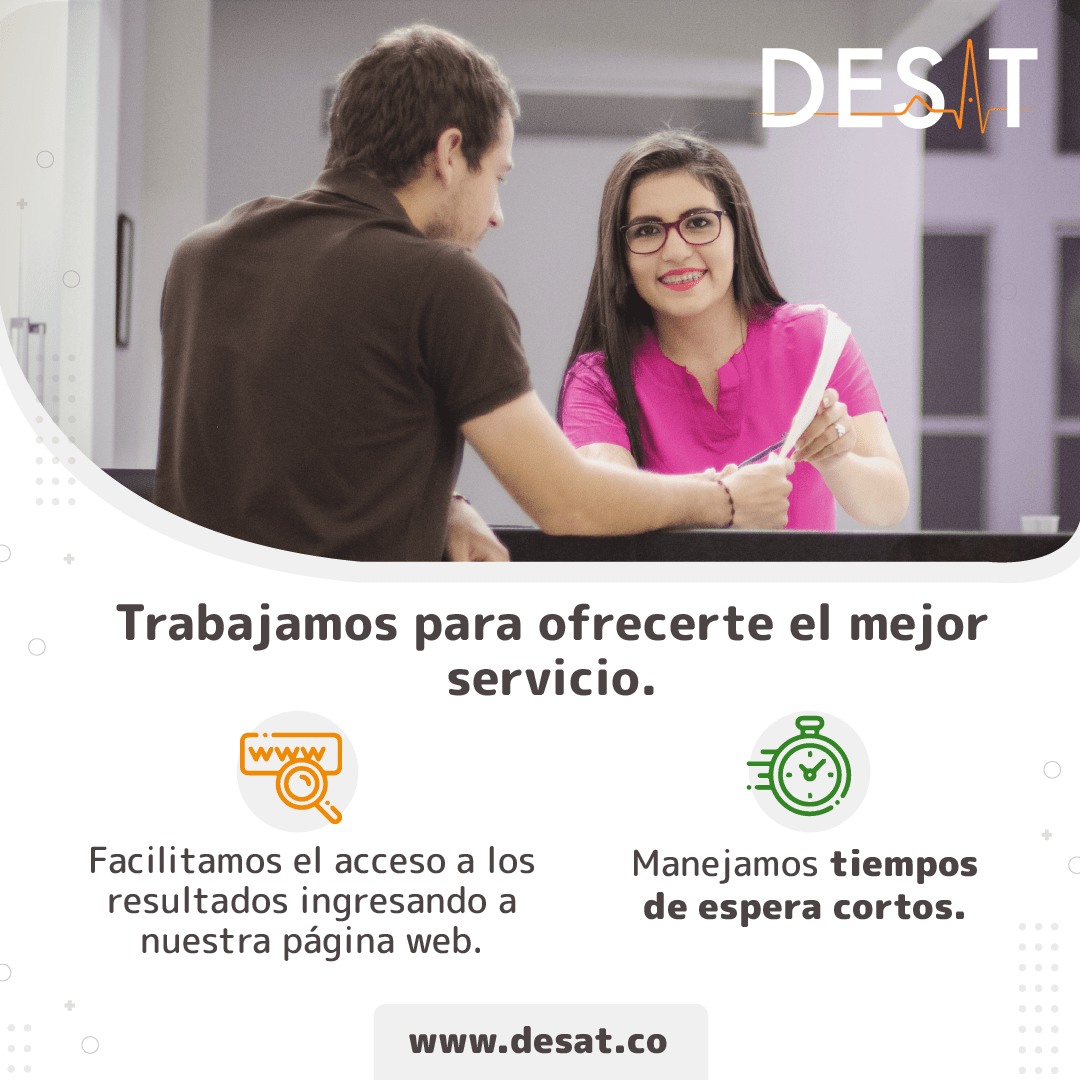 DESAT
Trabajamos para ofrecerte el mejor
servicio.
www
Facilitamos el acceso a los
resultados ingresando a
nuestra página web.
Manejamos tiempos
de espera cortos.
www.desat.co